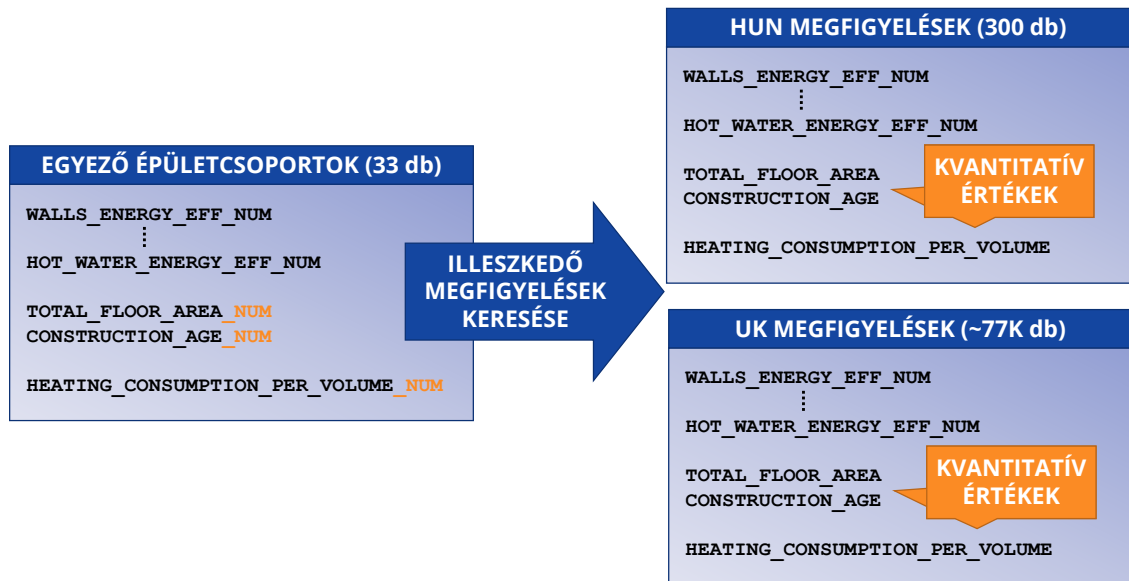 EGYEZŐ ÉPÜLETCSOPORTOK (33 db)
WALLS_ENERGY_EFF_NUM
HOT_WATER_ENERGY_EFF_NUM
TOTAL_FLOOR_AREA_NUM
CONSTRUCTION_AGE_NUM
HEATING_CONSUMPTION_PER_VOLUME_NUM
ILLESZKEDŐ
MEGFIGYELÉSEK
KERESÉSE
HUN MEGFIGYELÉSEK (300 db)
WALLS_ENERGY_EFF_NUM
HOT_WATER_ENERGY_EFF_NUM
TOTAL_FLOOR_AREA
CONSTRUCTION_AGE
KVANTITATÍV
ÉRTÉKEK
HEATING_CONSUMPTION_PER_VOLUME
UK MEGFIGYELÉSEK (~77K db)
WALLS_ENERGY_EFF_NUM
HOT_WATER_ENERGY_EFF_NUM
TOTAL_FLOOR_AREA
CONSTRUCTION_AGE
KVANTITATÍV
ÉRTÉKEK
HEATING_CONSUMPTION_PER_VOLUME